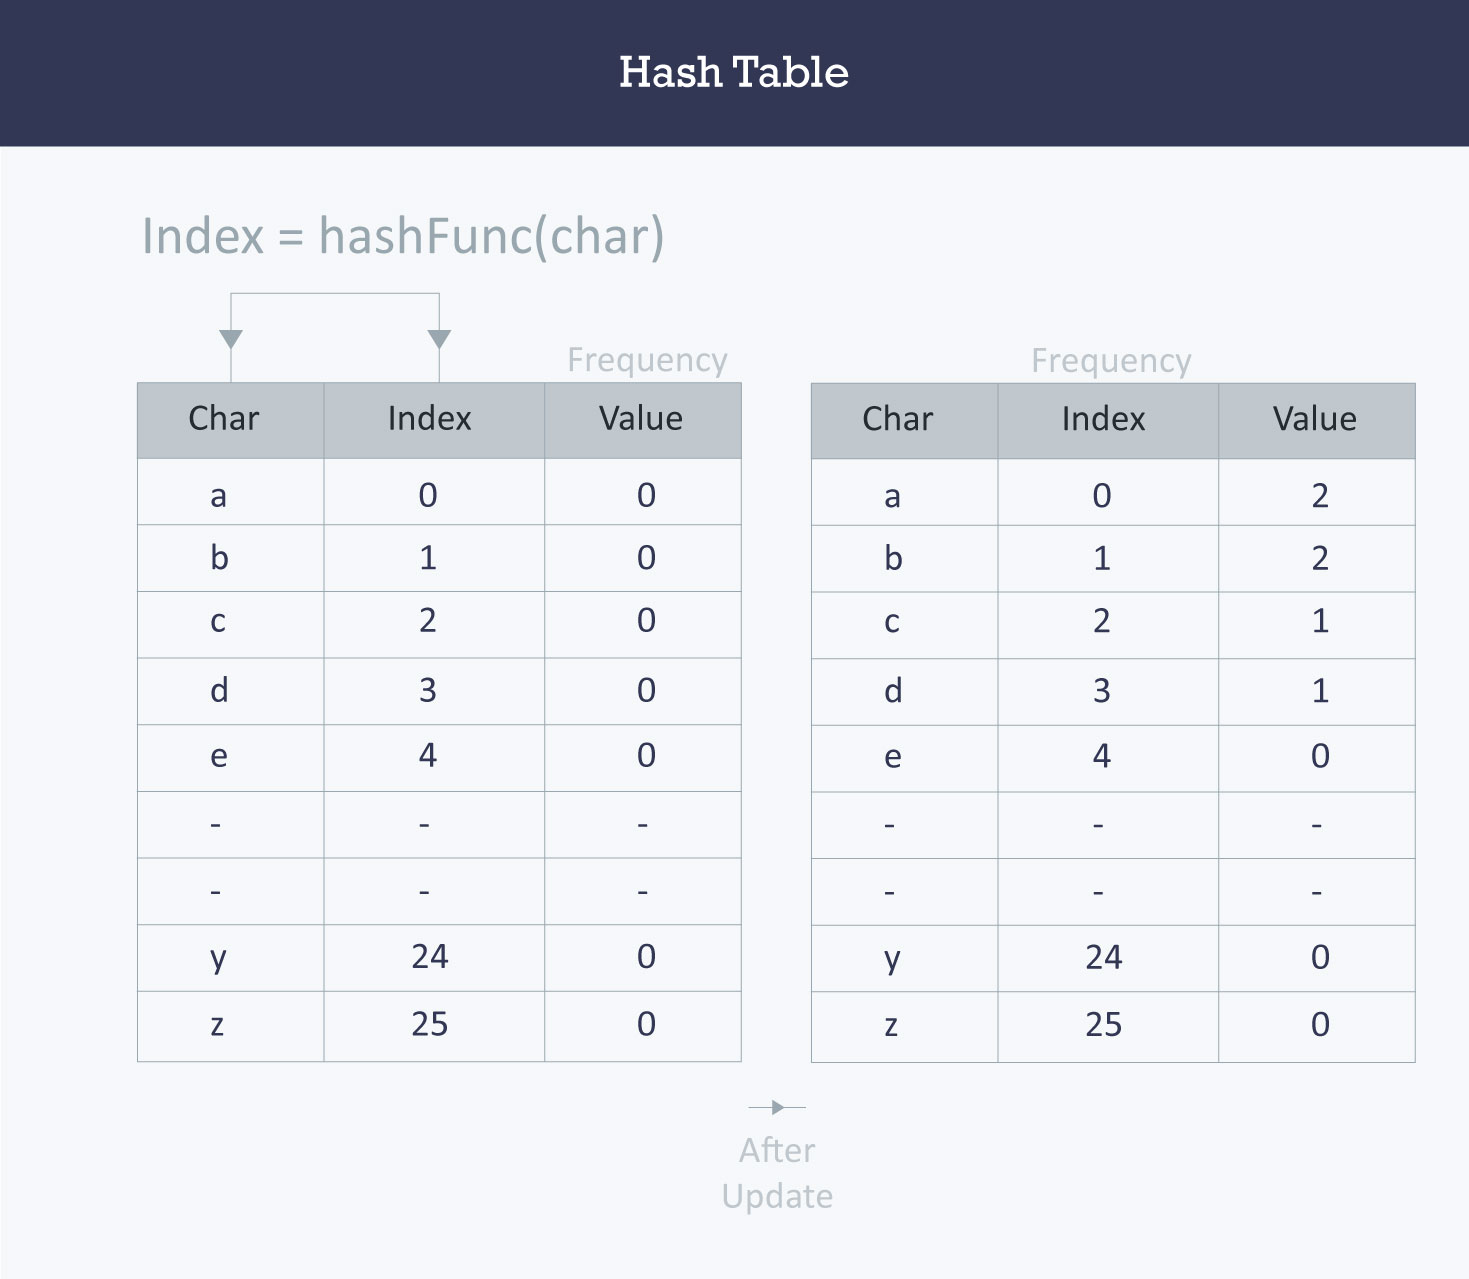 Hash Table
Index = hashFunc(char)
Frequency
Char Index Value
a 0 0
b 1 0
c 2 0
d 3 0
e 4 0
- - -
- - -
y 24 0
z 25 0
Frequency
Char Index Value
a 0 2
b 1 2
c 2 1
d 3 1
e 4 0
- - -
- - -
y 24 0
z 25 0
After
Update